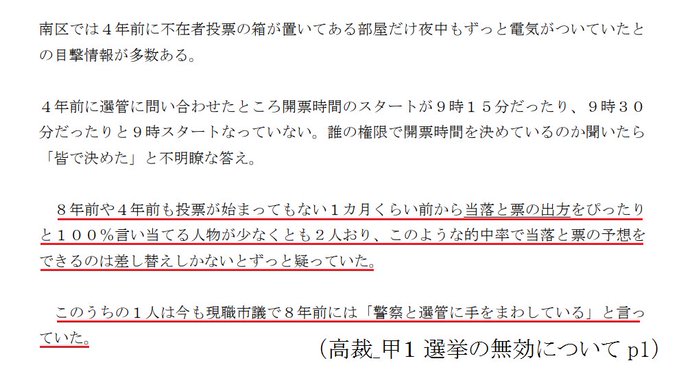 南区では４年前に不在者投票の箱が置いてある部屋だけ夜中もずっと電気がついていたと
の目撃情報が多数ある。
４年前に選管に問い合わせたところ開票時間のスタートが９時１５分だったり、９時３０
分だったりと９時スタートなっていない。誰の権限で開票時間を決めているのか聞いたら
「皆で決めた」と不明瞭な答え。
８年前や４年前も投票が始まってもない１カ月くらい前から当落と票の出方をぴったり
と１００％言い当てる人物が少なくとも２人おり、このような的中率で当落と票の予想を
できるのは差し替えしかないとずっと疑っていた。
このうちの１人は今も現職市議で８年前には「警察と選管に手をまわしている」と言っ
ていた。
（高裁_甲１ 選挙の無効について p1）